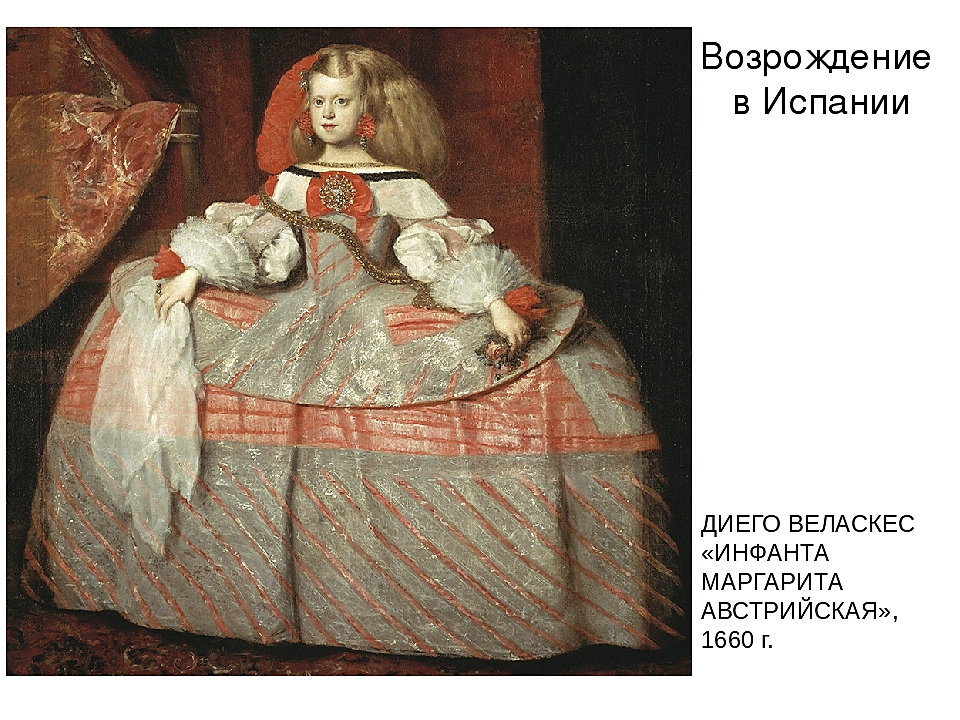 Возрождение
в Испании
ДИЕГО ВЕЛАСКЕС
«ИНФАНТА
МАРГАРИТА
АВСТРИЙСКАЯ»,
1660 г.